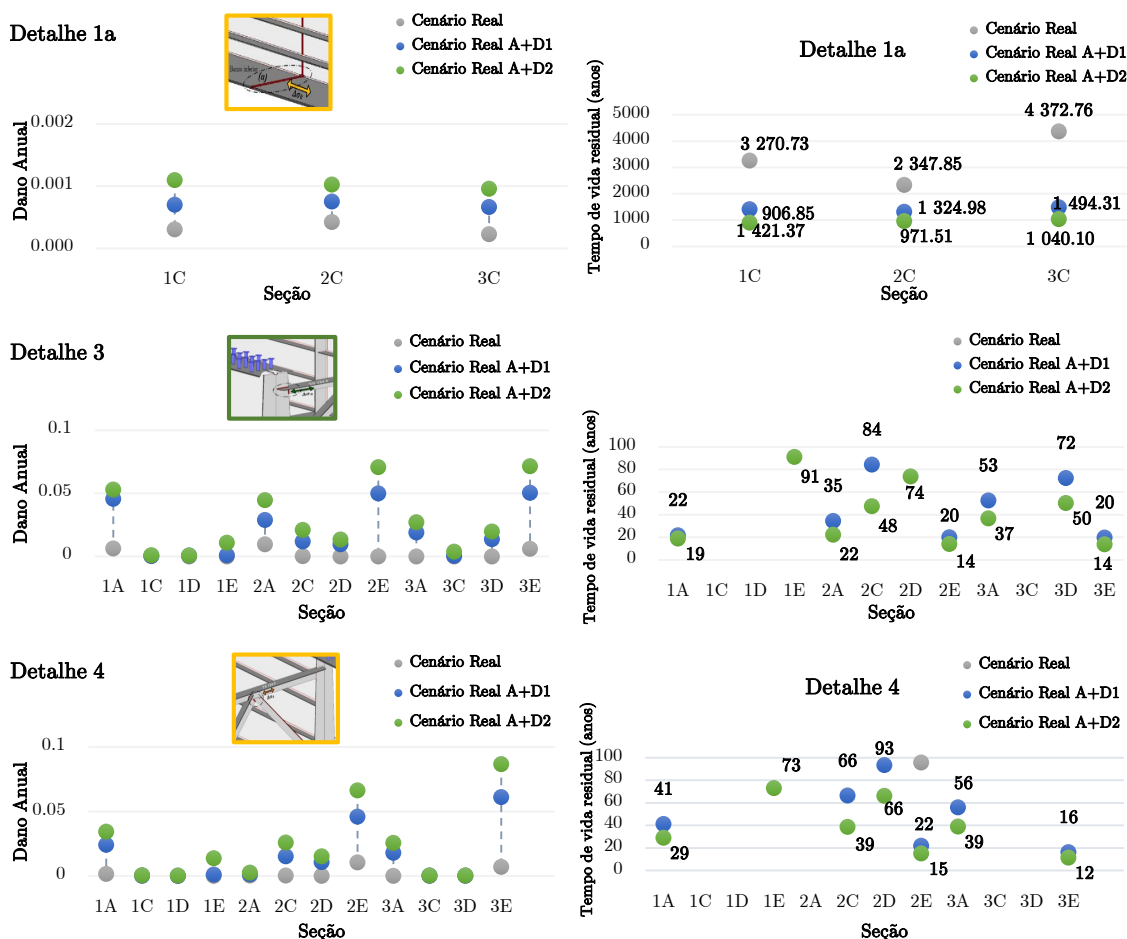 Detalhe 1a
Cenário Real
Cenário Real A+D1
Cenário Real A+D2
Dano Anual
0.002
0.001
0.000
1C 2C 3C
Seção
Detalhe 1a
Cenário Real
Cenário Real A+D1
Cenário Real A+D2
Tempo de vida residual (anos)
5000
4000
3000
2000
1000
0
3 270.73
2 347.85
4 372.76
906.85
1 421.37
1 324.98
971.51
1 494.31
1 040.10
1C 2C 3C
Seção
Detalhe 3
Cenário Real
Cenário Real A+D1
Cenário Real A+D2
Dano Anual
0.1
0.05
0
1A 1C 1D 1E 2A 2C 2D 2E 3A 3C 3D 3E
Seção
Cenário Real
Cenário Real A+D1
Cenário Real A+D2
Tempo de vida residual (anos)
100
80
60
40
20
0
22
19
91
35
22
84
48
74
20
14
53
37
72
50
20
14
1A 1C 1D 1E 2A 2C 2D 2E 3A 3C 3D 3E
Seção
Detalhe 4
Cenário Real
Cenário Real A+D1
Cenário Real A+D2
Dano Anual
0.1
0.05
0
1A 1C 1D 1E 2A 2C 2D 2E 3A 3C 3D 3E
Seção
Detalhe 4
Cenário Real
Cenário Real A+D1
Cenário Real A+D2
Tempo de vida residual (anos)
100
80
60
40
20
0
41
29
73
66
39
93
66
22
15
56
39
16
12
1A 1C 1D 1E 2A 2C 2D 2E 3A 3C 3D 3E
Seção